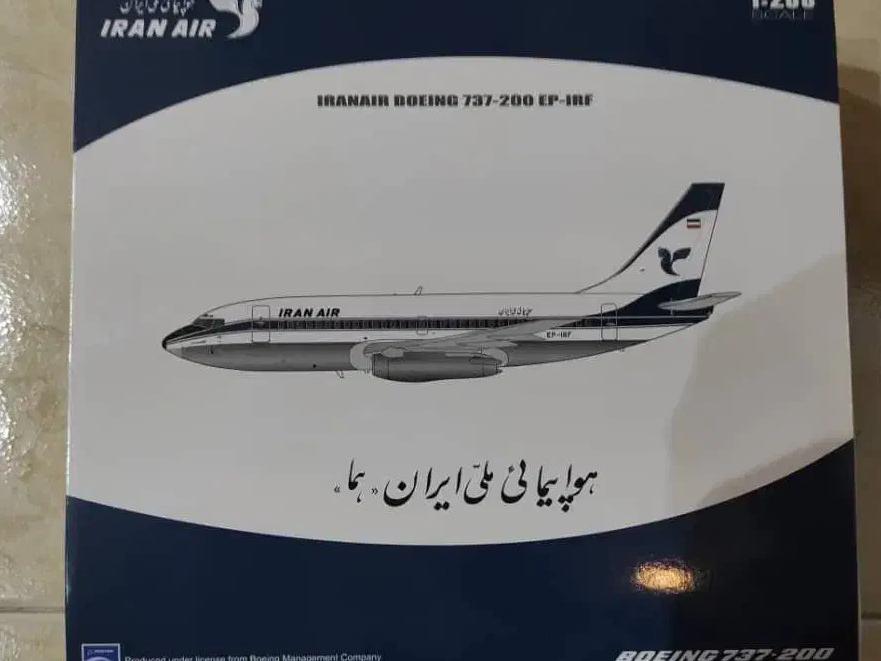 هواپیمائی ملی ایران
IRAN AIR
1:200
SCALE
IRANAIR BOEING 737-200 EP-IRF
IRAN AIR
EP-IRF
هواپیمائی ملّی ایران «هما»
Produced under license from Boeing Management Company
BOEING 737-200